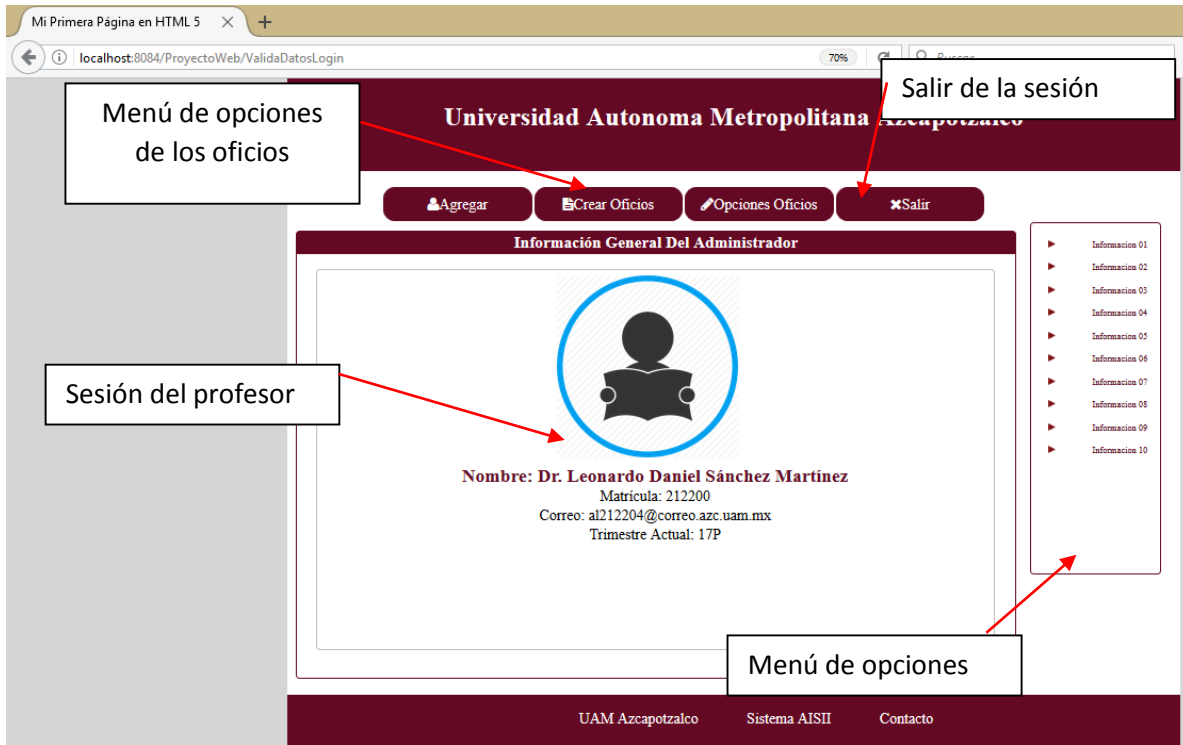 Mi Primera Página en HTML 5
localhost:8084/ProyectoWeb/ValidaDatosLogin
70%
Buscar
Salir de la sesión
Menú de opciones
de los oficios
Universidad Autonoma Metropolitana Azcapotzalco
Agregar
Crear Oficios
Opciones Oficios
Salir
Información General Del Administrador
Informacion 01
Informacion 02
Informacion 03
Informacion 04
Informacion 05
Informacion 06
Informacion 07
Informacion 08
Informacion 09
Informacion 10
Sesión del profesor
Nombre: Dr. Leonardo Daniel Sánchez Martínez
Matrícula: 212200
Correo: al212204@correo.azc.uam.mx
Trimestre Actual: 17P
Menú de opciones
UAM Azcapotzalco
Sistema AISII
Contacto